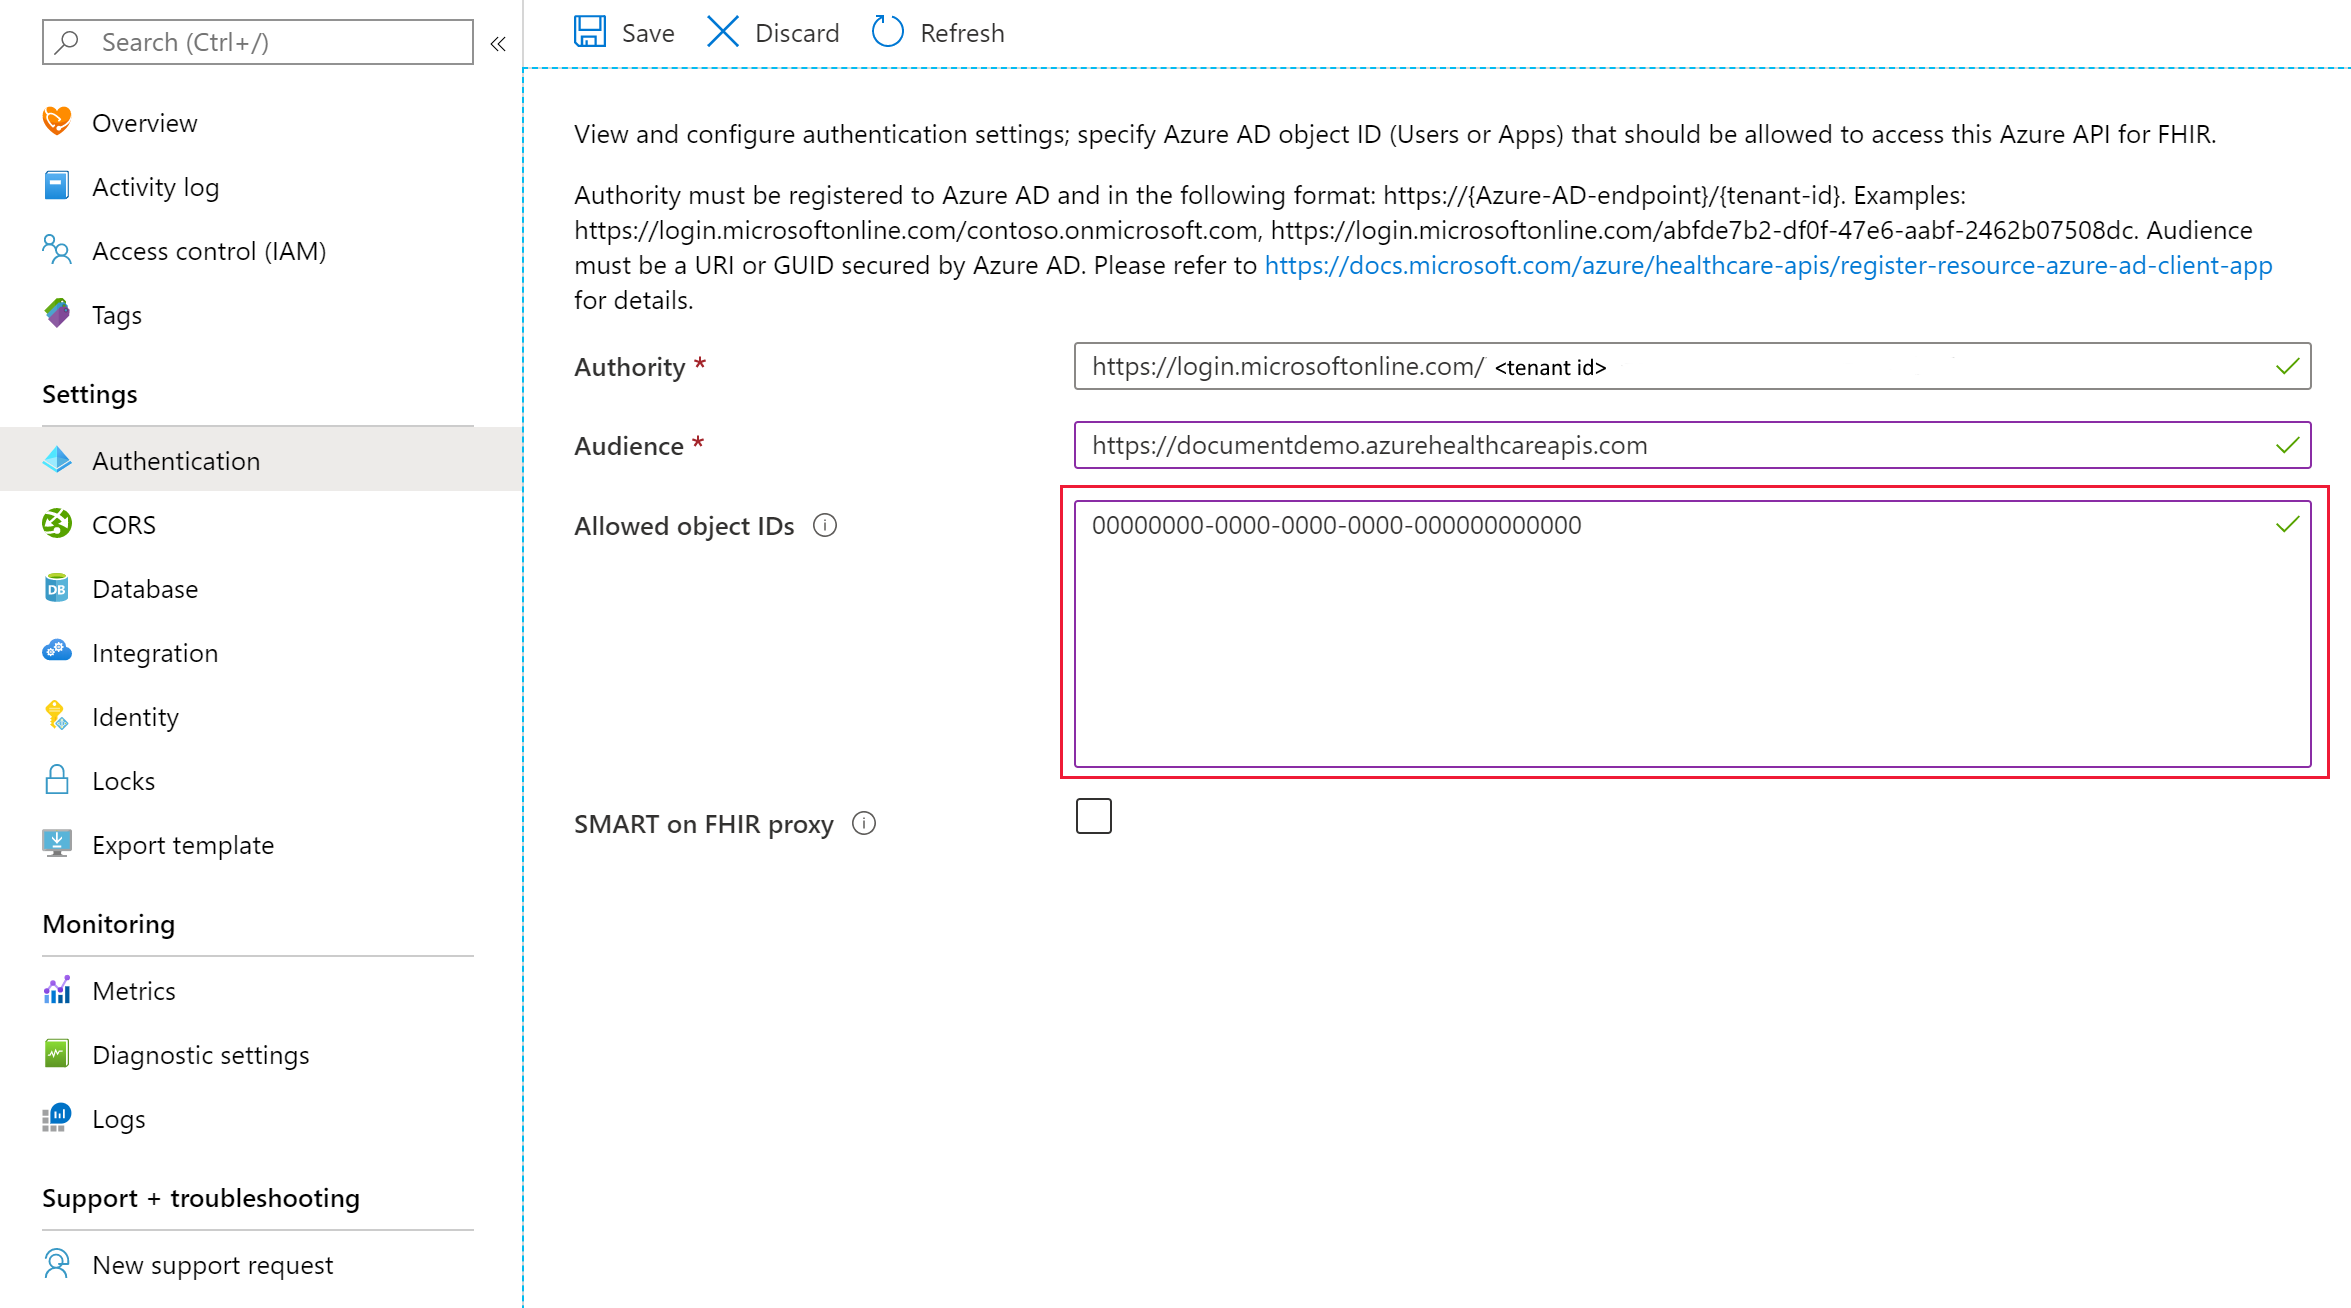 Search (Ctrl+/)
«
Overview
Activity log
Access control (IAM)
Tags
Settings
Authentication
CORS
DB
Database
Integration
Identity
Locks
Export template
Monitoring
Metrics
Diagnostic settings
Logs
Support + troubleshooting
New support request
Save
Discard
Refresh
View and configure authentication settings; specify Azure AD object ID (Users or Apps) that should be allowed to access this Azure API for FHIR.
Authority must be registered to Azure AD and in the following format: https://{Azure-AD-endpoint}/{tenant-id}. Examples:
https://login.microsoftonline.com/contoso.onmicrosoft.com, https://login.microsoftonline.com/abfde7b2-df0f-47e6-aabf-2462b07508dc. Audience
must be a URI or GUID secured by Azure AD. Please refer to https://docs.microsoft.com/azure/healthcare-apis/register-resource-azure-ad-client-app
for details.
Authority *
https://login.microsoftonline.com/ <tenant id>
Audience *
https://documentdemo.azurehealthcareapis.com
Allowed object IDs
00000000-0000-0000-0000-000000000000
SMART on FHIR proxy